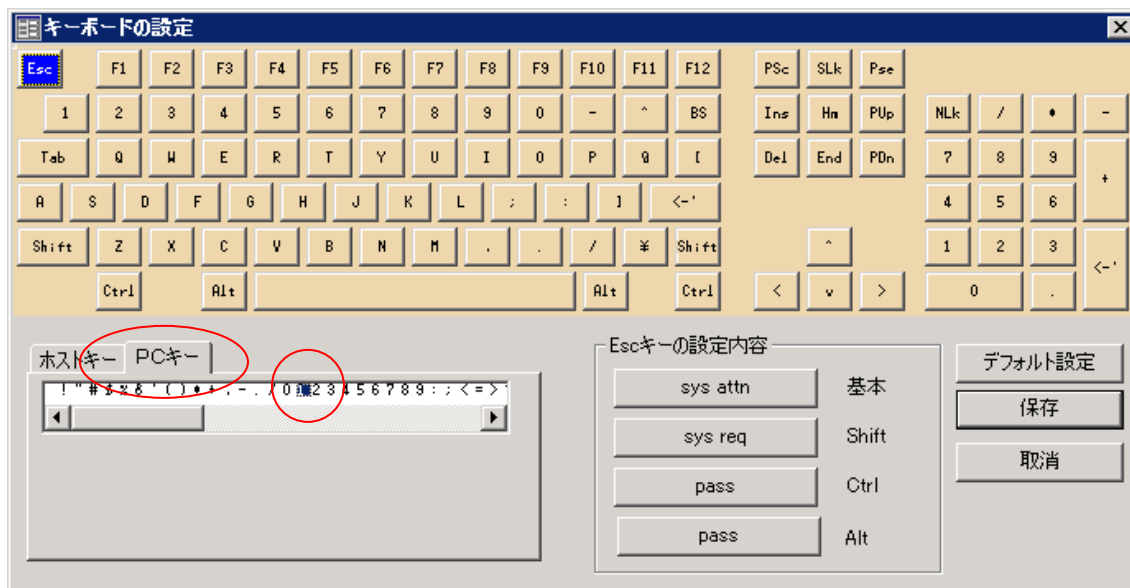 キーボードの設定
Esc F1 F2 F3 F4 F5 F6 F7 F8 F9 F10 F11 F12 PSc SLk Pse
1 2 3 4 5 6 7 8 9 0 - ^ BS Ins Hm PUp NLk / * -
Tab Q W E R T Y U I O P @ [ Del End PDn 7 8 9 +
A S D F G H J K L ; : ] <-' 4 5 6
Shift Z X C V B N M , . / ¥ Shift ^ 1 2 3 <-'
Ctrl Alt Alt Ctrl < v > 0 .
ホストキー PCキー
!"#$%&'()*+,-./0123456789:;<=>
Escキーの設定内容
sys attn 基本
sys req Shift
pass Ctrl
pass Alt
デフォルト設定
保存
取消